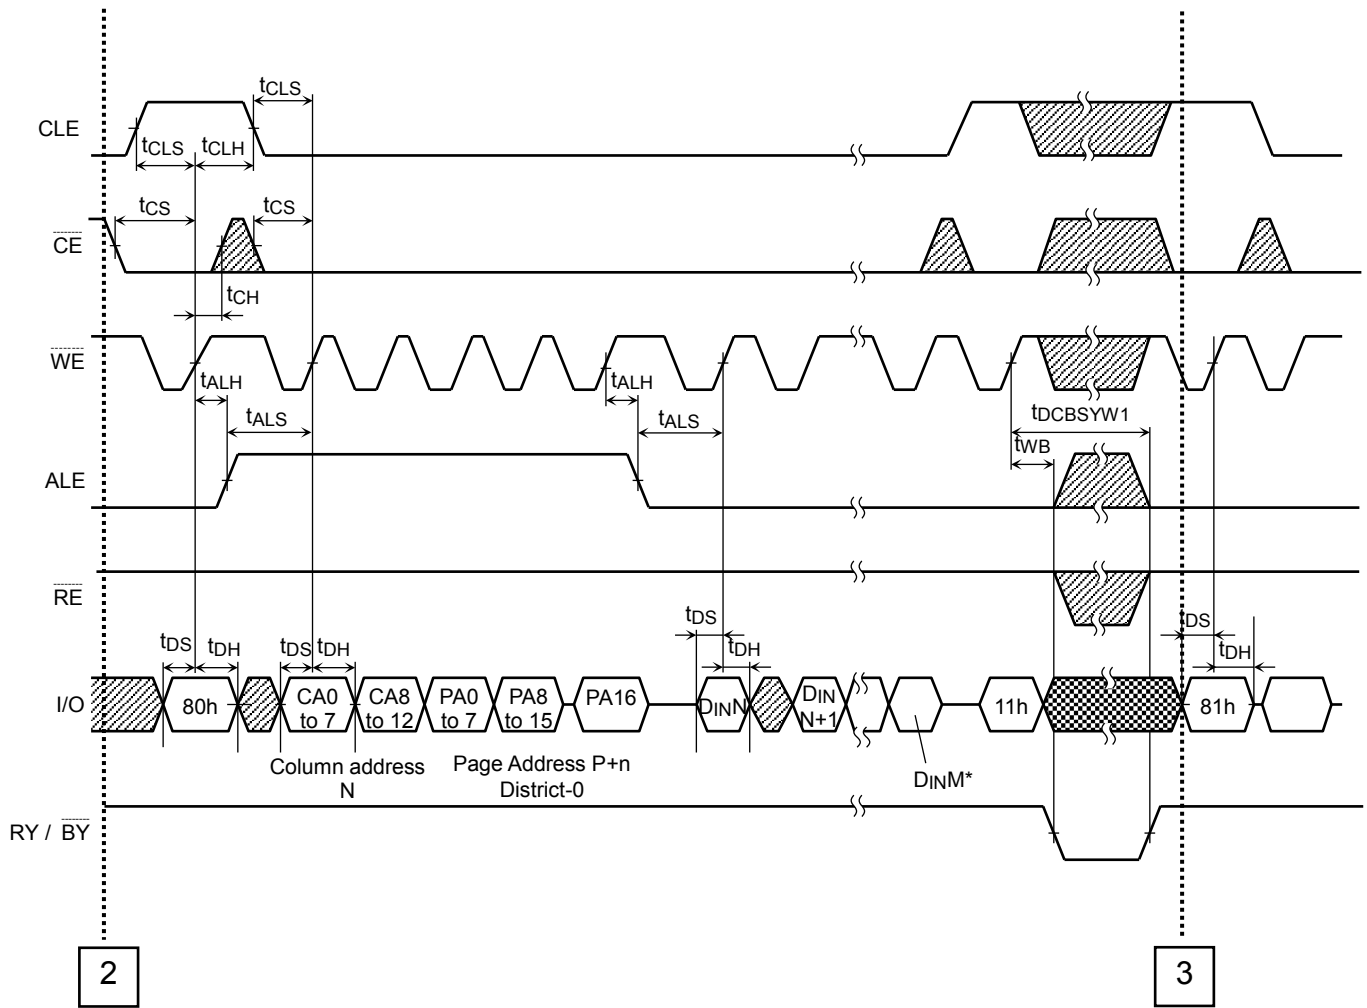 tCLS
CLE
tCLS tCLH
tCS tCS
CE
tCH
WE
tALH tALH
tALS tALS
tDCBSYW1
tWB
ALE
RE
tDS tDH tDS tDH tDS tDH tDS tDH
I/O
80h
CA0
to 7
CA8
to 12
PA0
to 7
PA8
to 15
PA16
DINN
DIN
N+1
11h
81h
Column address
N
Page Address P+n
District-0
DINM*
RY / BY
2
3